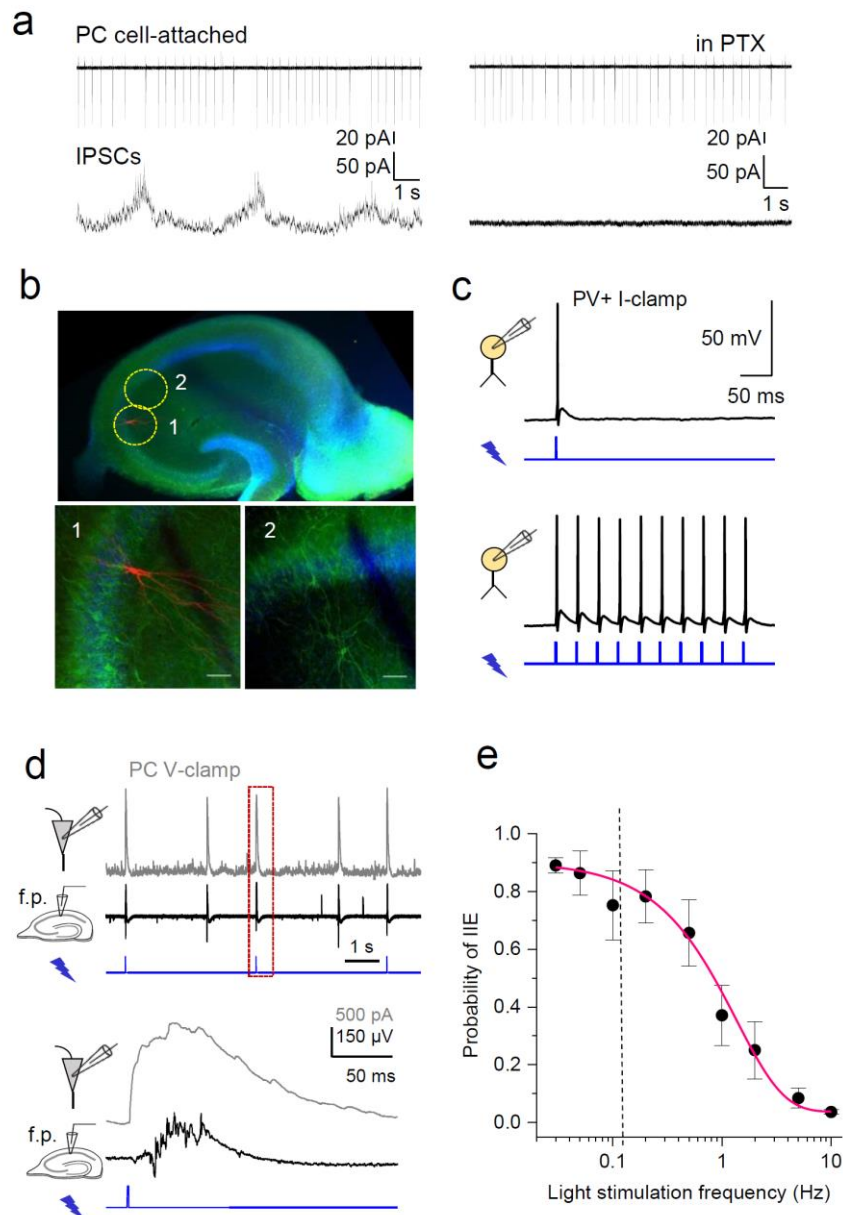 a
PC cell-attached
in PTX
20 pA
50 pA
1 s
IPSCs
20 pA
50 pA
1 s
b
2
1
1
2
c
PV+ I-clamp
50 mV
50 ms
d
PC V-clamp
f.p.
1 s
500 pA
150 µV
50 ms
f.p.
e
Probability of IIE
1.0
0.8
0.6
0.4
0.2
0.0
0.1 1 10
Light stimulation frequency (Hz)